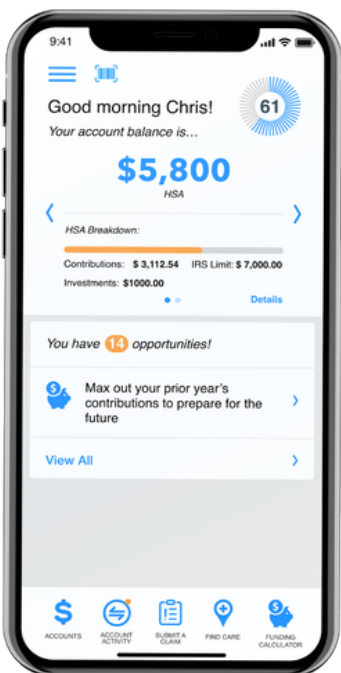 9:41
Good morning Chris!
61
Your account balance is...
$5,800
HSA
HSA Breakdown:
Contributions: $ 3,112.54 IRS Limit: $ 7,000.00
Investments: $1000.00
Details
You have 14 opportunities!
Max out your prior year's
contributions to prepare for the
future
View All
ACCOUNTS
ACCOUNT
ACTIVITY
SUBMIT A
CLAIM
FIND CARE
FUNDING
CALCULATOR